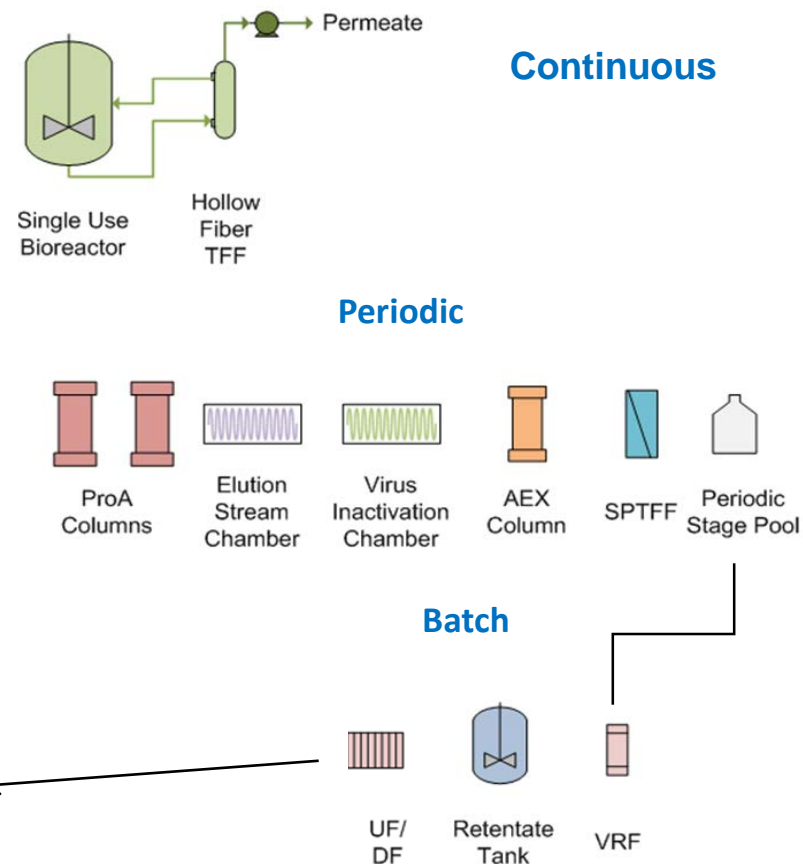 Permeate
Continuous
Single Use
Bioreactor
Hollow
Fiber
TFF
Periodic
ProA
Columns
Elution
Stream
Chamber
Virus
Inactivation
Chamber
AEX
Column
SPTFF
Periodic
Stage Pool
Batch
UF/
DF
Retentate
Tank
VRF